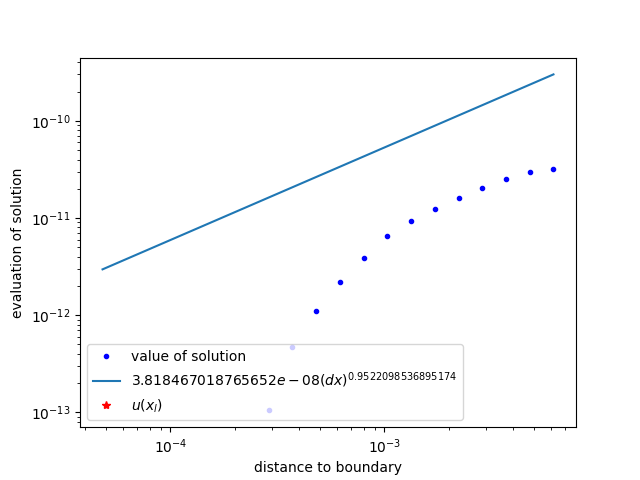 10⁻¹⁰
10⁻¹¹
10⁻¹²
10⁻¹³
evaluation of solution
value of solution
3.818467018765652e − 08(dx)^0.9522098536895174
u(x_l)
10⁻⁴
10⁻³
distance to boundary